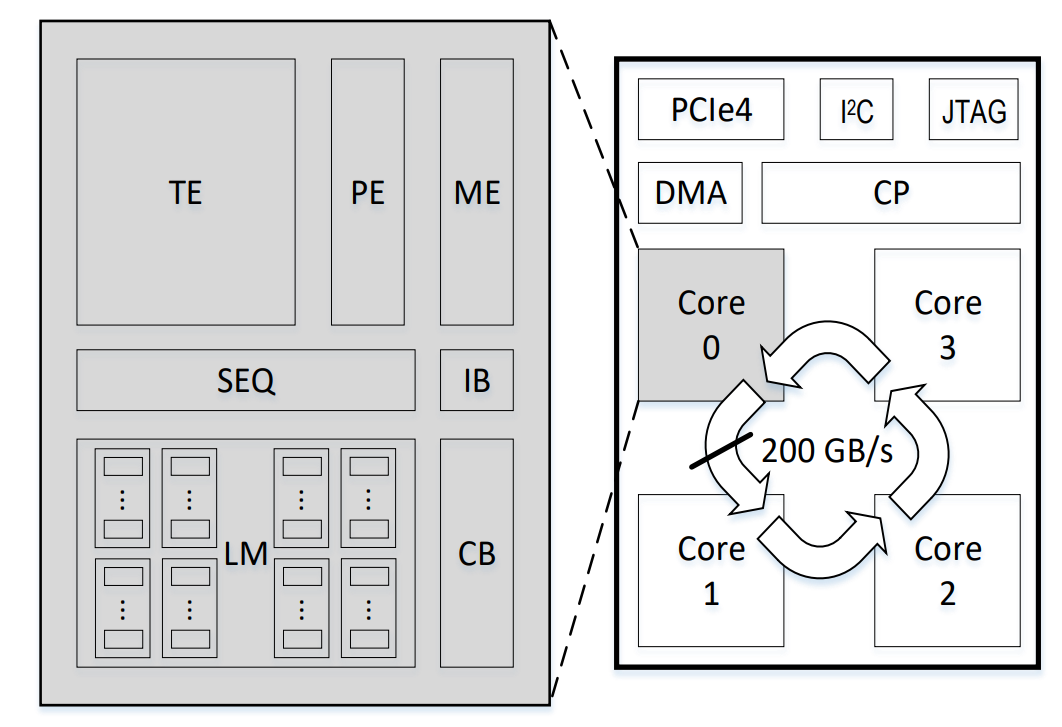 TE
PE
ME
SEQ
IB
LM
CB
PCIe4
I²C
JTAG
DMA
CP
Core
0
Core
3
200 GB/s
Core
1
Core
2